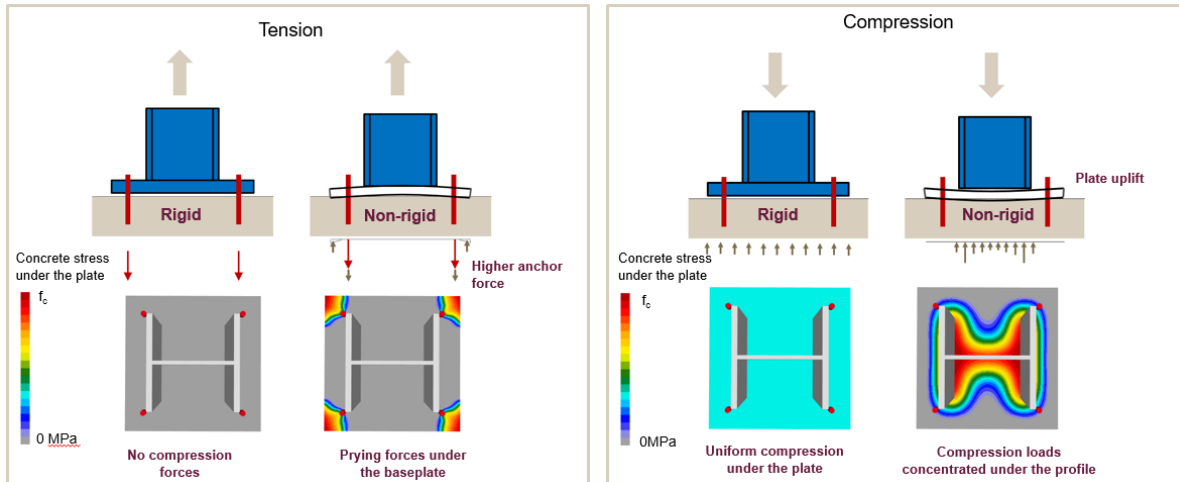 Tension
Rigid
Non-rigid
Concrete stress
under the plate
Higher anchor
force
f_c
0 MPa
No compression
forces
Prying forces under
the baseplate
Compression
Plate uplift
Rigid
Non-rigid
Concrete stress
under the plate
f_c
0MPa
Uniform compression
under the plate
Compression loads
concentrated under the profile